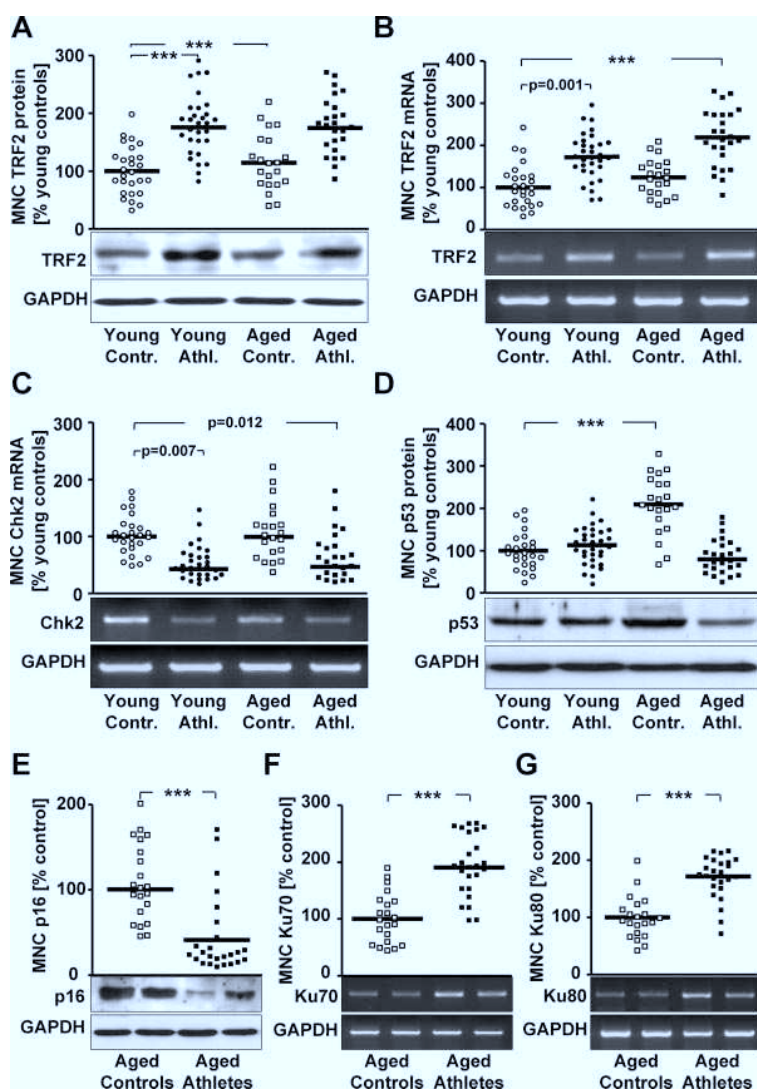 A
MNC TRF2 protein
[% young controls]
300
200
100
0
***
***
TRF2
GAPDH
Young Contr.
Young Athl.
Aged Contr.
Aged Athl.
B
MNC TRF2 mRNA
[% young controls]
400
300
200
100
0
***
p=0.001
TRF2
GAPDH
Young Contr.
Young Athl.
Aged Contr.
Aged Athl.
C
MNC Chk2 mRNA
[% young controls]
300
200
100
0
p=0.012
p=0.007
Chk2
GAPDH
Young Contr.
Young Athl.
Aged Contr.
Aged Athl.
D
MNC p53 protein
[% young controls]
400
300
200
100
0
***
p53
GAPDH
Young Contr.
Young Athl.
Aged Contr.
Aged Athl.
E
MNC p16 [% control]
200
100
0
***
p16
GAPDH
Aged Controls
Aged Athletes
F
MNC Ku70 [% control]
300
200
100
0
***
Ku70
GAPDH
Aged Controls
Aged Athletes
G
MNC Ku80 [% control]
300
200
100
0
***
Ku80
GAPDH
Aged Controls
Aged Athletes